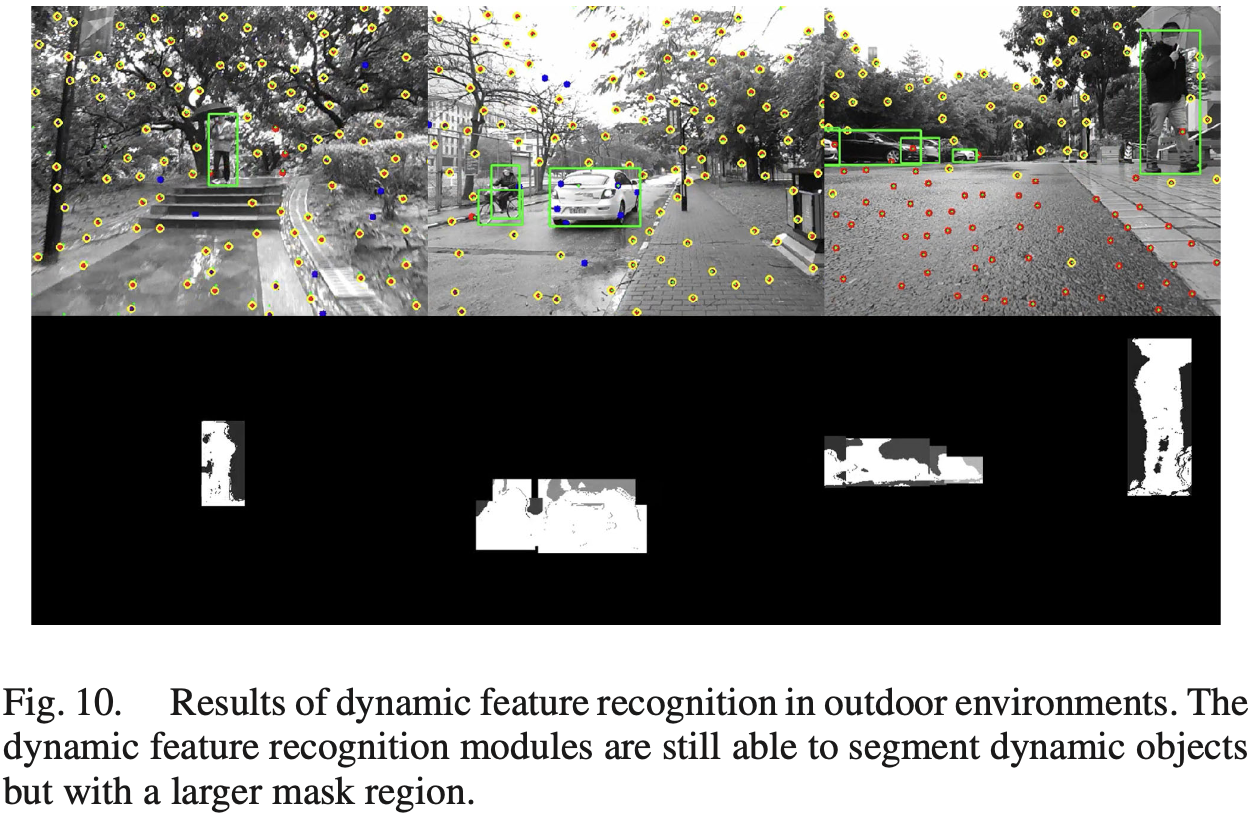 Fig. 10. Results of dynamic feature recognition in outdoor environments. The
dynamic feature recognition modules are still able to segment dynamic objects
but with a larger mask region.